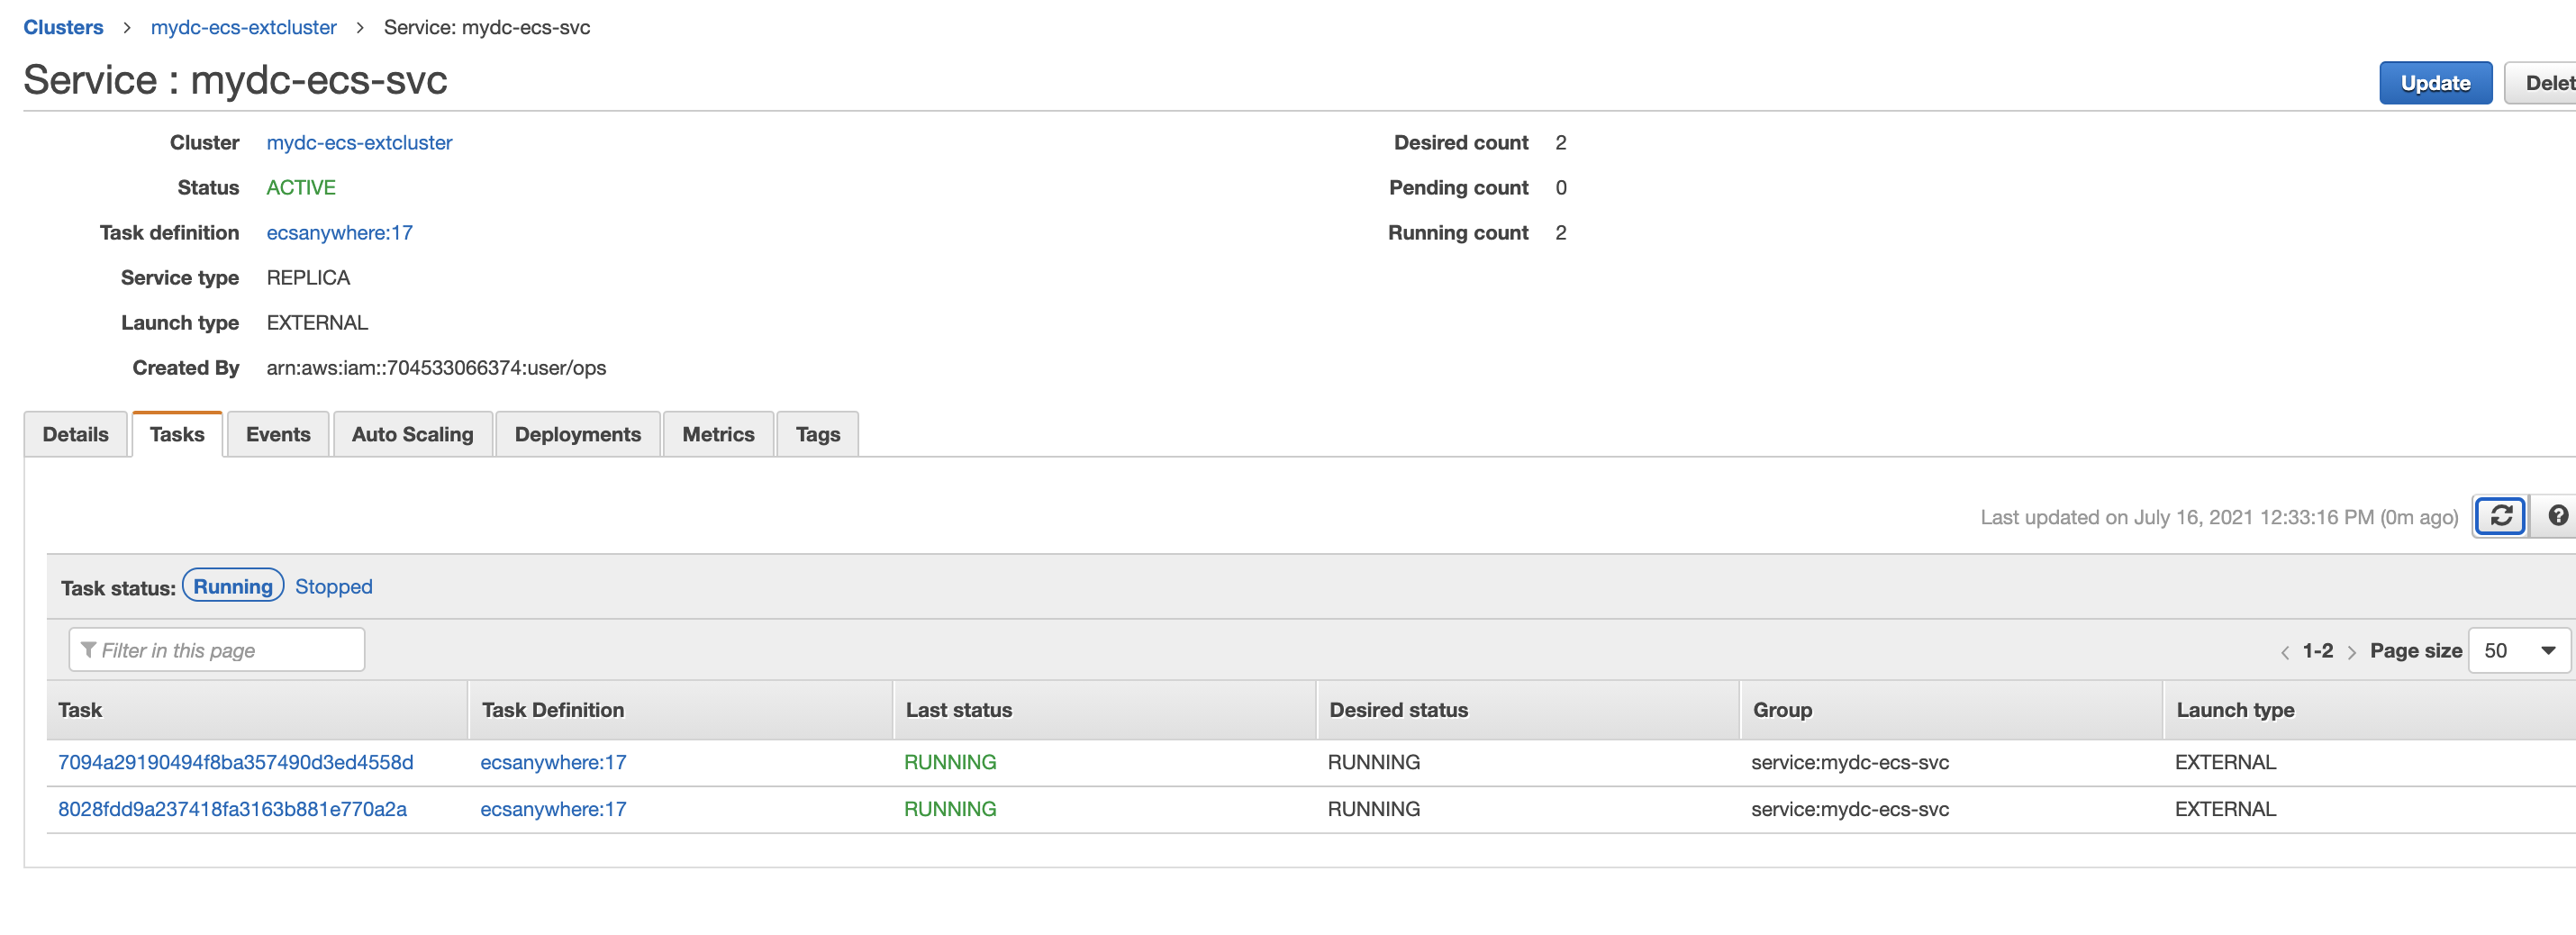 Clusters > mydc-ecs-extcluster > Service: mydc-ecs-svc
Service : mydc-ecs-svc
Update
Delet
Cluster mydc-ecs-extcluster
Desired count 2
Status ACTIVE
Pending count 0
Task definition ecsanywhere:17
Running count 2
Service type REPLICA
Launch type EXTERNAL
Created By arn:aws:iam::704533066374:user/ops
Details Tasks Events Auto Scaling Deployments Metrics Tags
Last updated on July 16, 2021 12:33:16 PM (0m ago)
Task status: Running Stopped
Filter in this page
< 1-2 > Page size 50
Task Task Definition Last status Desired status Group Launch type
7094a29190494f8ba357490d3ed4558d ecsanywhere:17 RUNNING RUNNING service:mydc-ecs-svc EXTERNAL
8028fdd9a237418fa3163b881e770a2a ecsanywhere:17 RUNNING RUNNING service:mydc-ecs-svc EXTERNAL